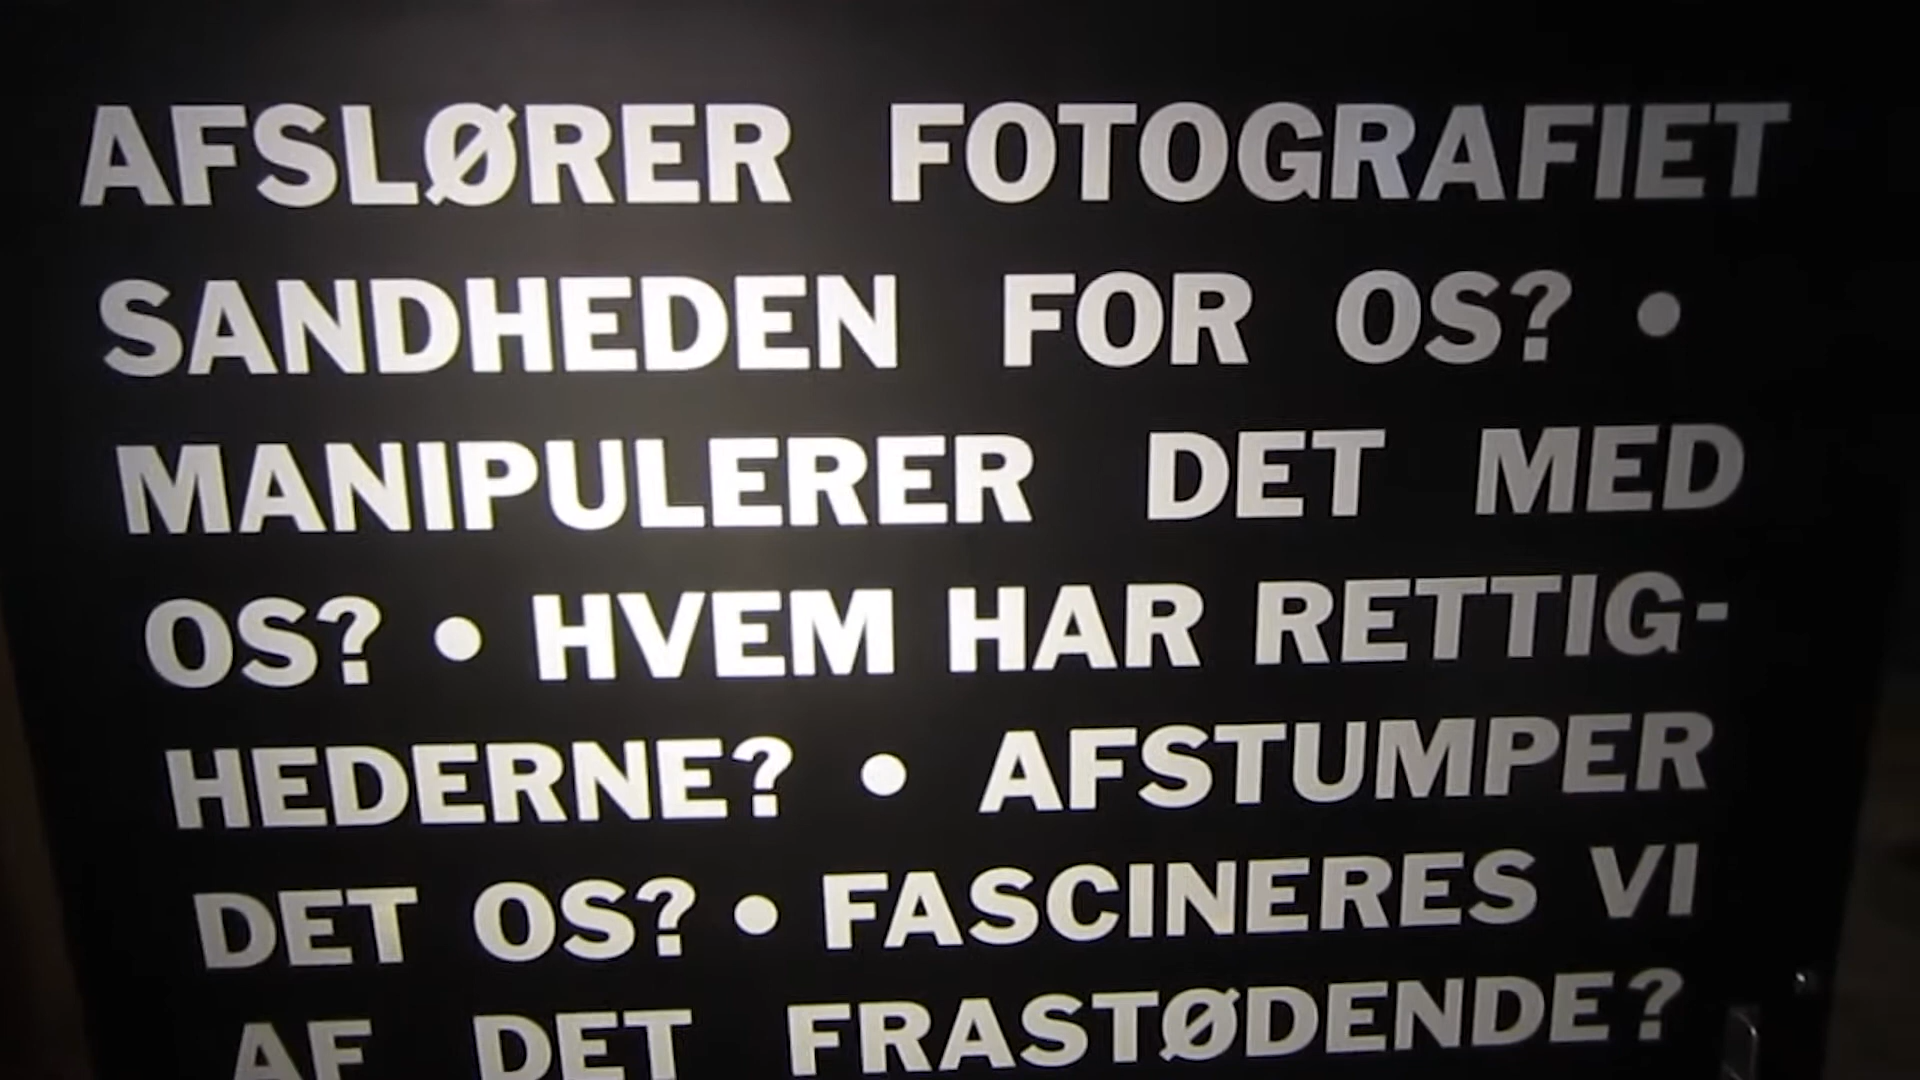 AFSLØRER FOTOGRAFIET
SANDHEDEN FOR OS? •
MANIPULERER DET MED
OS? • HVEM HAR RETTIG-
HEDERNE? • AFSTUMPER
DET OS? • FASCINERES VI
AF DET FRASTØDENDE?